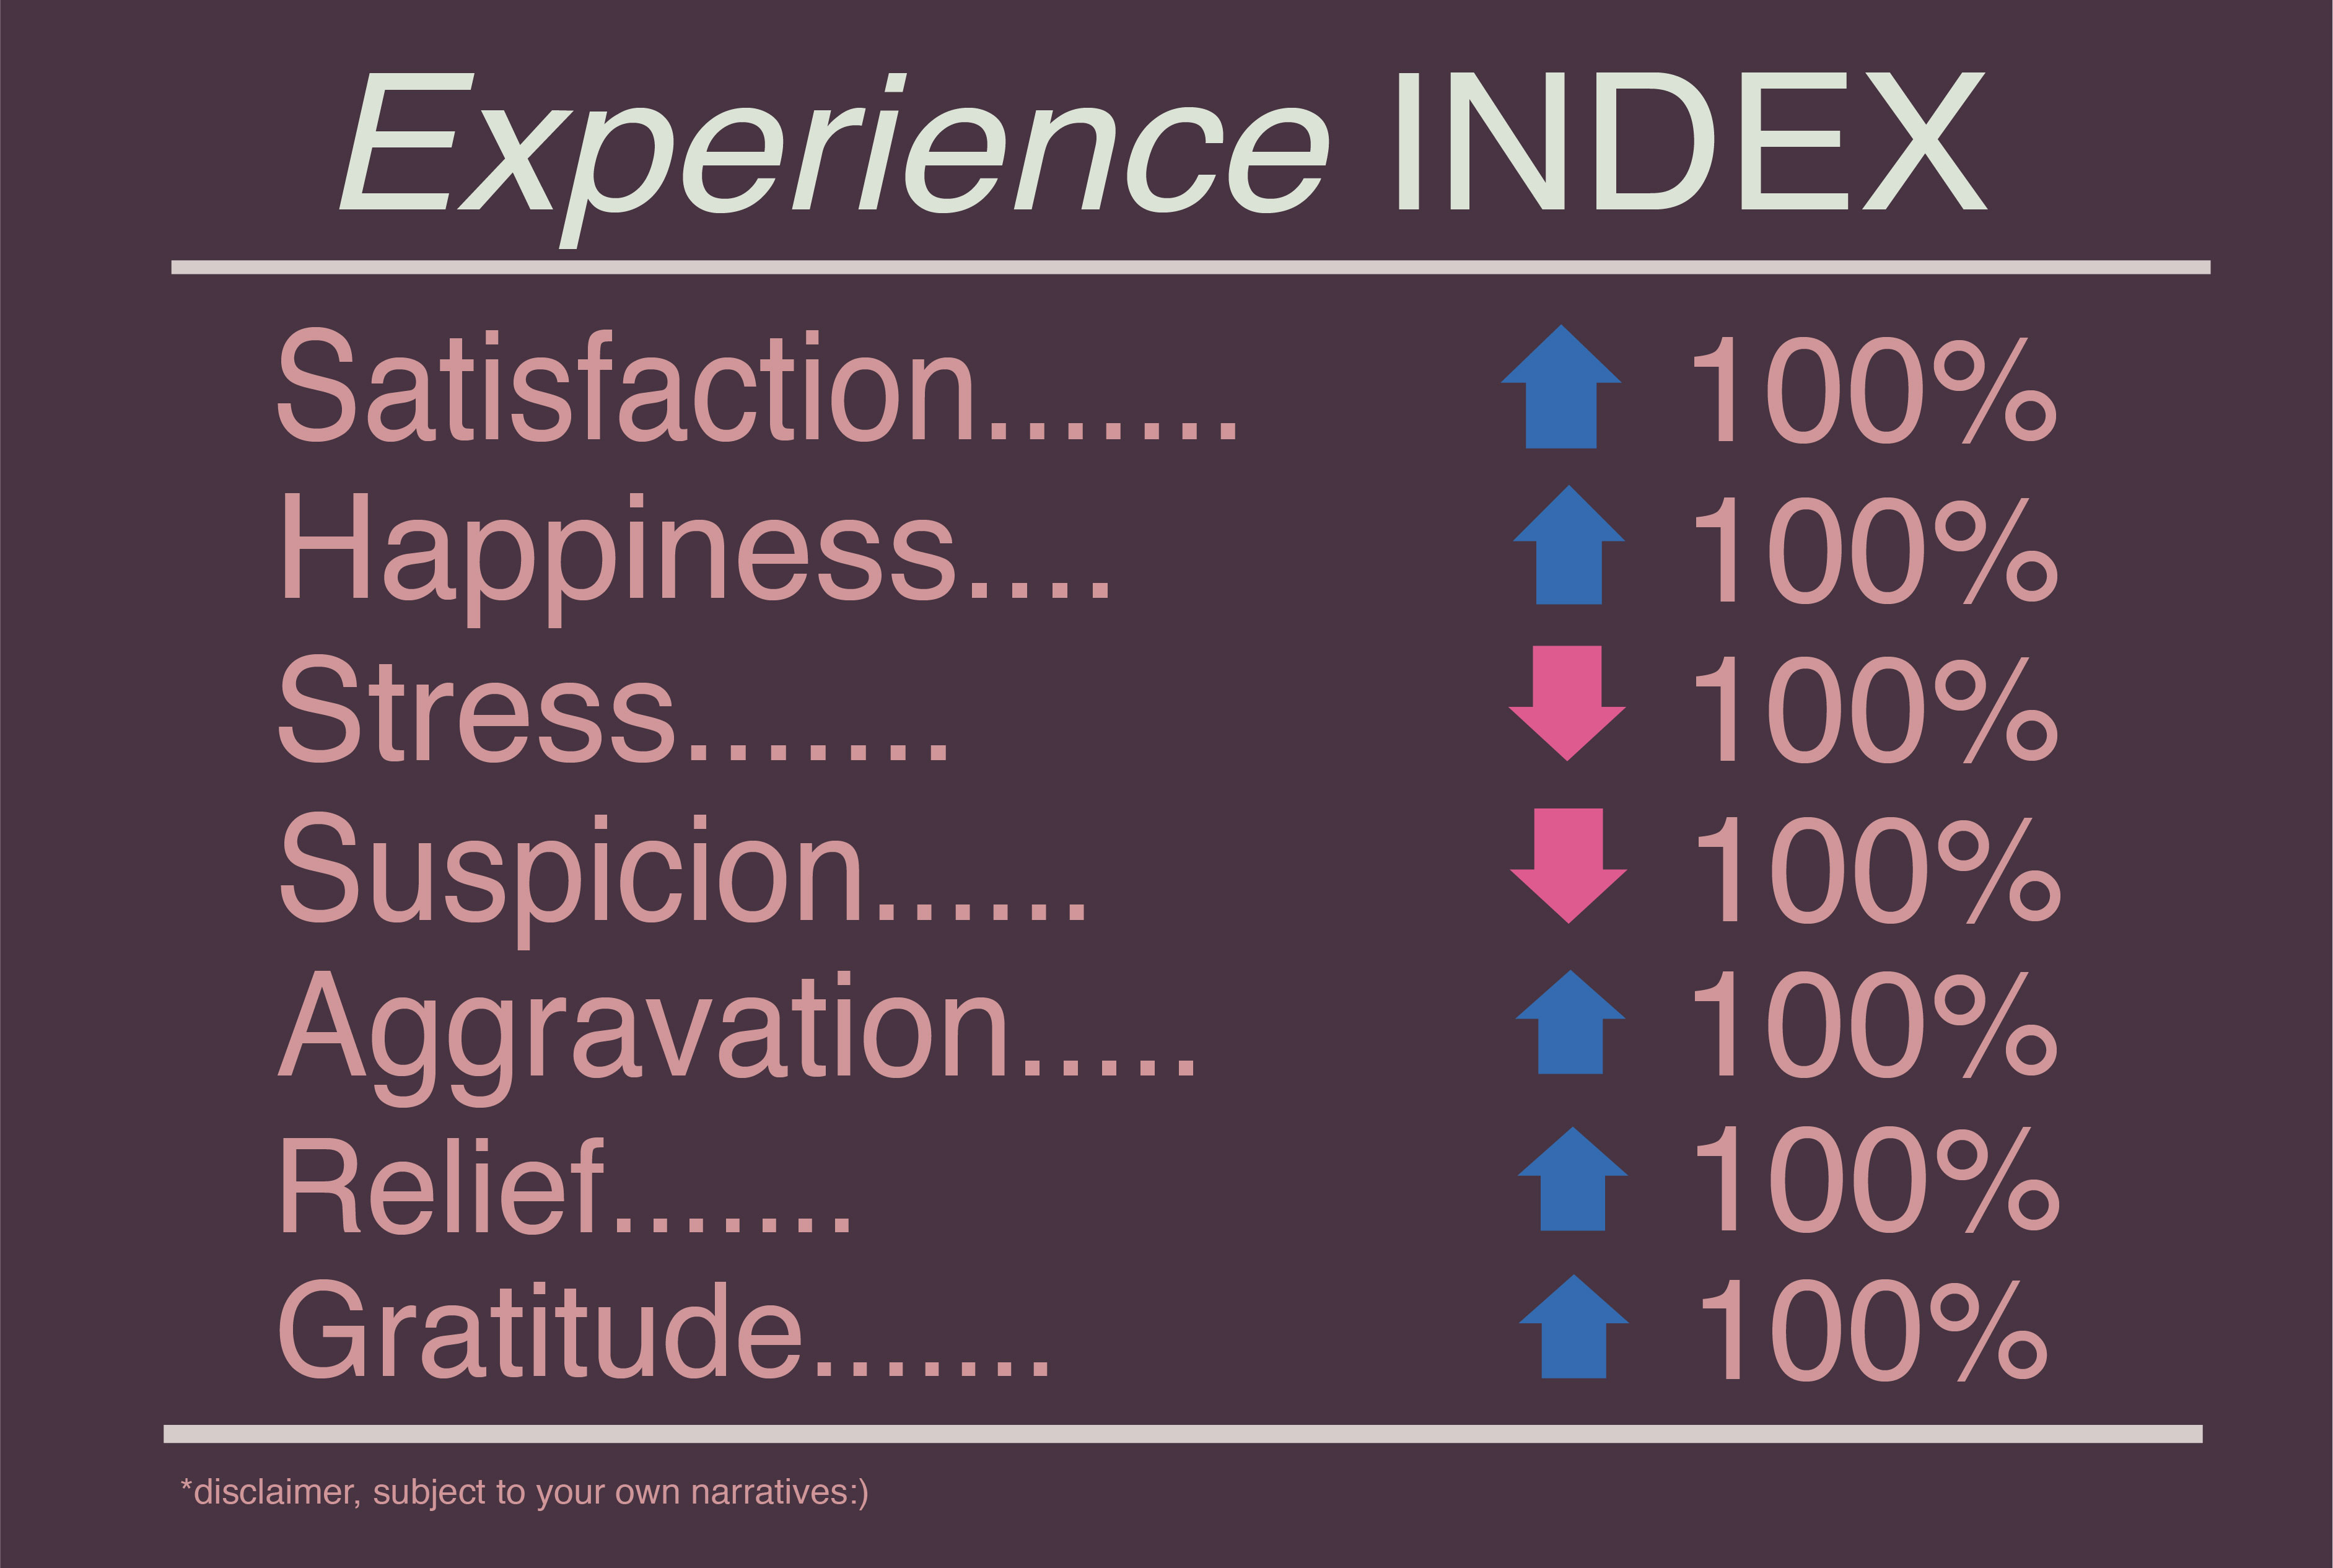 Experience INDEX
Satisfaction....... 100%
Happiness.... 100%
Stress....... 100%
Suspicion...... 100%
Aggravation..... 100%
Relief....... 100%
Gratitude....... 100%
*disclaimer, subject to your own narratives:)